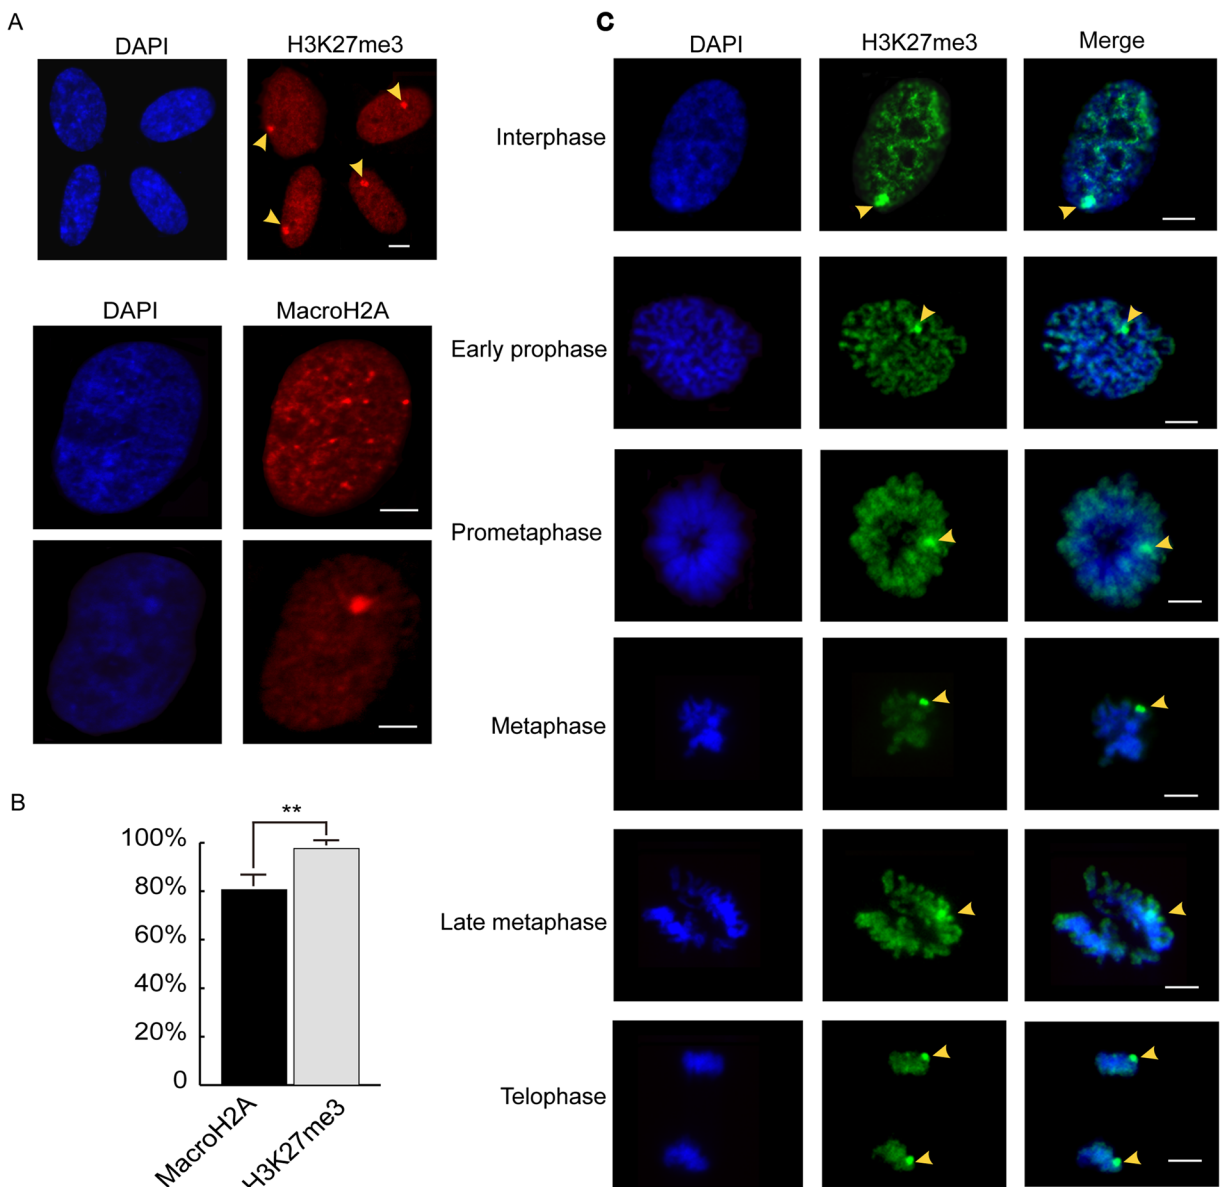 A
DAPI
H3K27me3
DAPI
MacroH2A
B
**
100%
80%
60%
40%
20%
0
MacroH2A
H3K27me3
C
DAPI
H3K27me3
Merge
Interphase
Early prophase
Prometaphase
Metaphase
Late metaphase
Telophase